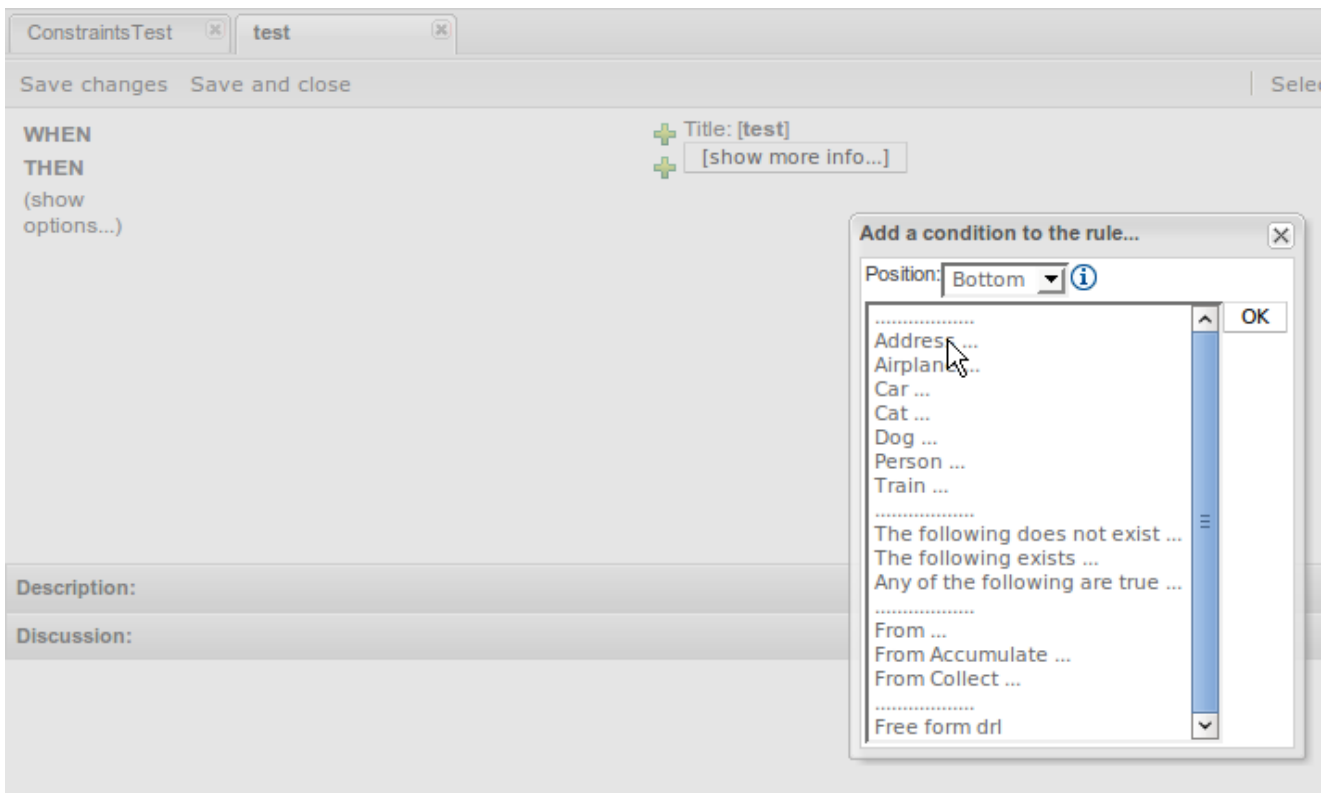 ConstraintsTest test
Save changes Save and close
WHEN
THEN
(show
options...)
Title: [test]
[show more info...]
Add a condition to the rule...
Position: Bottom
..................
OK
Address ...
Airplane ...
Car ...
Cat ...
Dog ...
Person ...
Train ...
..................
The following does not exist ...
The following exists ...
Any of the following are true ...
..................
From ...
From Accumulate ...
From Collect ...
..................
Free form drl
Description:
Discussion: